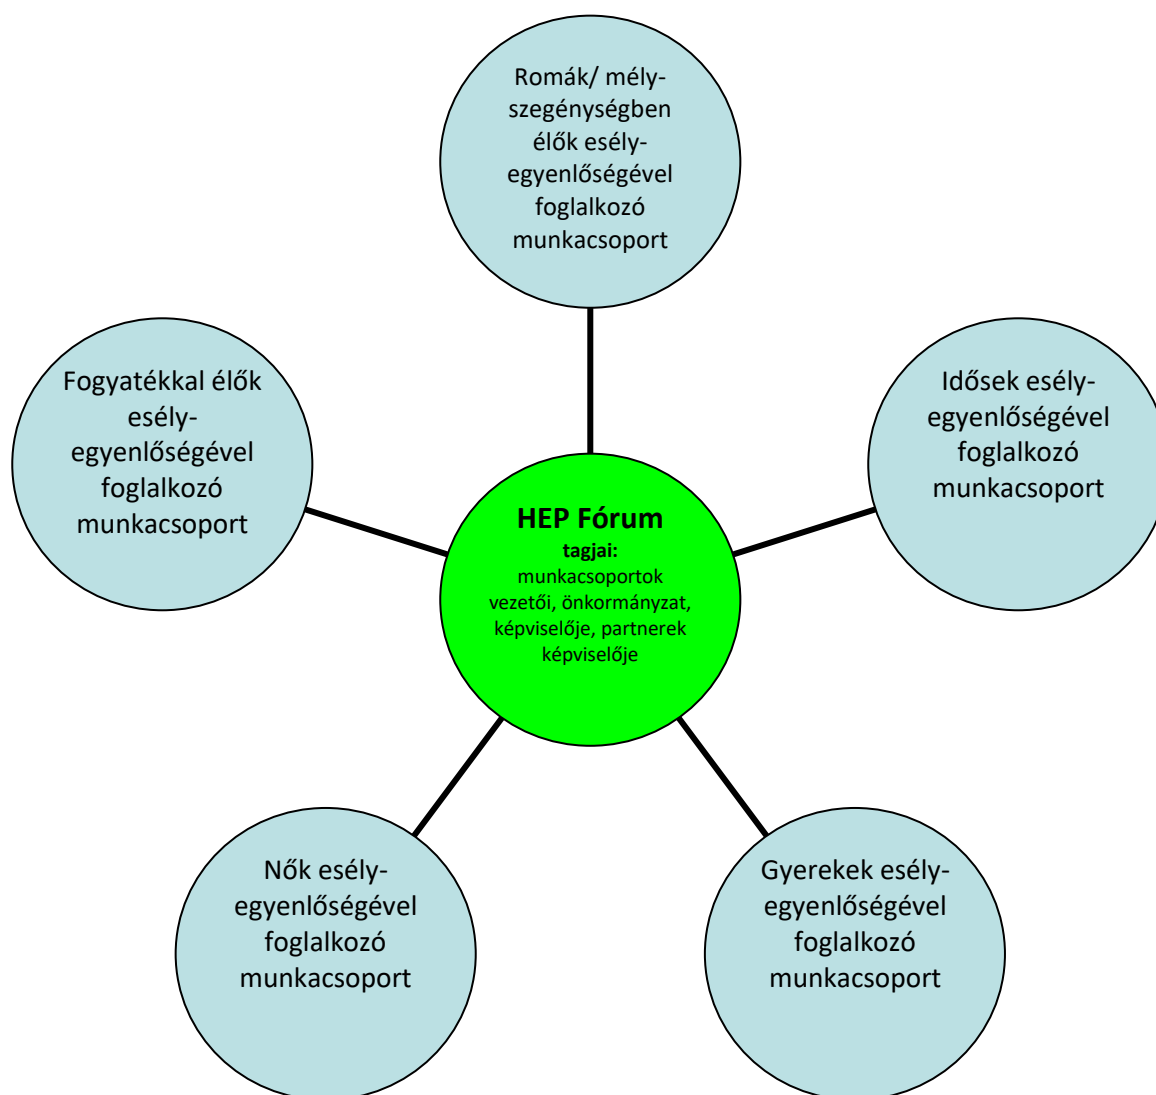 Romák/ mély-
szegénységben
élők esély-
egyenlőségével
foglalkozó
munkacsoport
Fogyatékkal élők
esély-
egyenlőségével
foglalkozó
munkacsoport
Idősek esély-
egyenlőségével
foglalkozó
munkacsoport
HEP Fórum
tagjai:
munkacsoportok
vezetői, önkormányzat,
képviselője, partnerek
képviselője
Nők esély-
egyenlőségével
foglalkozó
munkacsoport
Gyerekek esély-
egyenlőségével
foglalkozó
munkacsoport